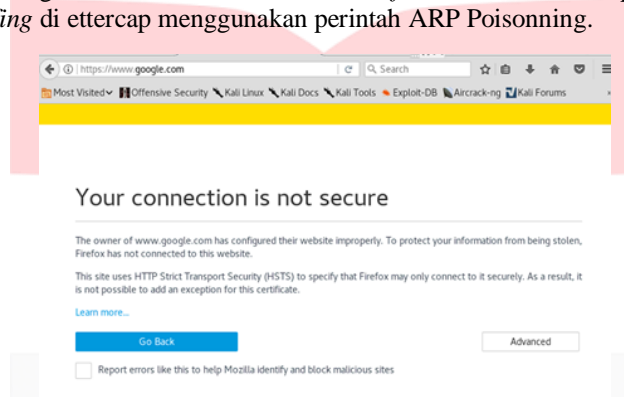 fing di ettercap menggunakan perintah ARP Poisonning.
https://www.google.com Search
Most Visited Offensive Security Kali Linux Kali Docs Kali Tools Exploit-DB Aircrack-ng Kali Forums
Your connection is not secure
The owner of www.google.com has configured their website improperly. To protect your information from being stolen,
Firefox has not connected to this website.
This site uses HTTP Strict Transport Security (HSTS) to specify that Firefox may only connect to it securely. As a result, it
is not possible to add an exception for this certificate.
Learn more...
Go Back Advanced
Report errors like this to help Mozilla identify and block malicious sites